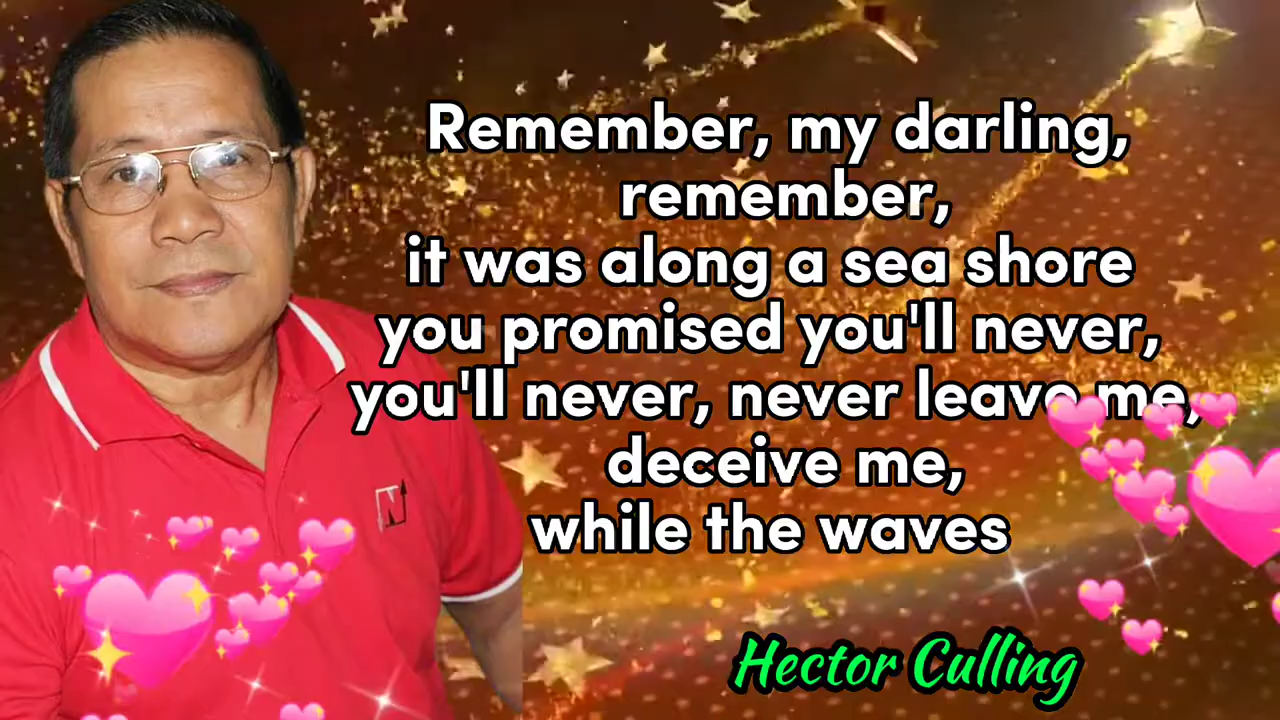 Remember, my darling,
remember,
it was along a sea shore
you promised you'll never,
you'll never, never leave me,
deceive me,
while the waves
Hector Culling
N